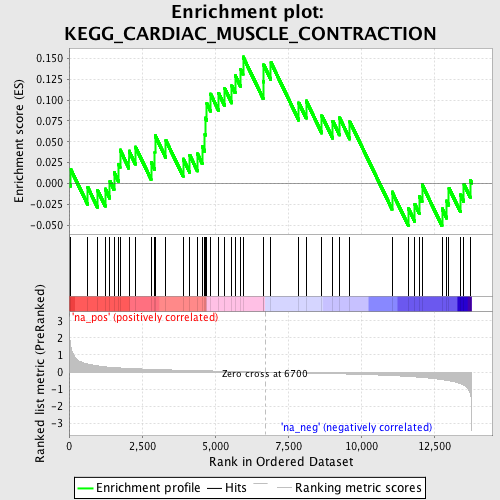 Enrichment plot:
KEGG_CARDIAC_MUSCLE_CONTRACTION
Enrichment score (ES)
0.150
0.125
0.100
0.075
0.050
0.025
0.000
-0.025
-0.050
'na_pos' (positively correlated)
Ranked list metric (PreRanked)
3
2
1
0
-1
-2
-3
Zero cross at 6700
'na_neg' (negatively correlated)
0
2,500
5,000
7,500
10,000
12,500
Rank in Ordered Dataset
Enrichment profile
Hits
Ranking metric scores